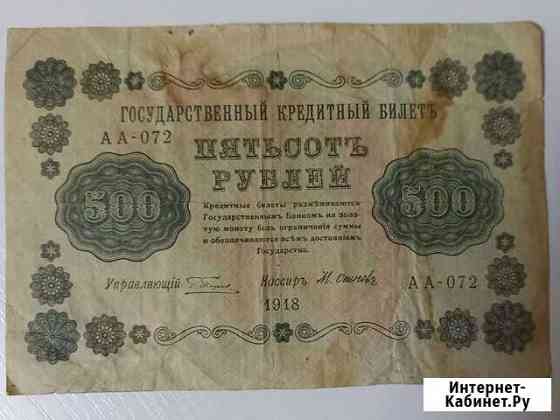 ГОСУДАРСТВЕННЫЙ КРЕДИТНЫЙ БИЛЕТЪ
АА-072
ПЯТЬСОТЪ
РУБЛЕЙ
500
500
Кредитные билеты размѣниваются
Государственнымъ Банкомъ на золо-
тую монету безъ ограниченія суммы
и обезпечиваются всѣмъ достояніемъ
Государства.
АА-072
Управляющій
Кассиръ
1918
Интернет-
Кабинет.Ру